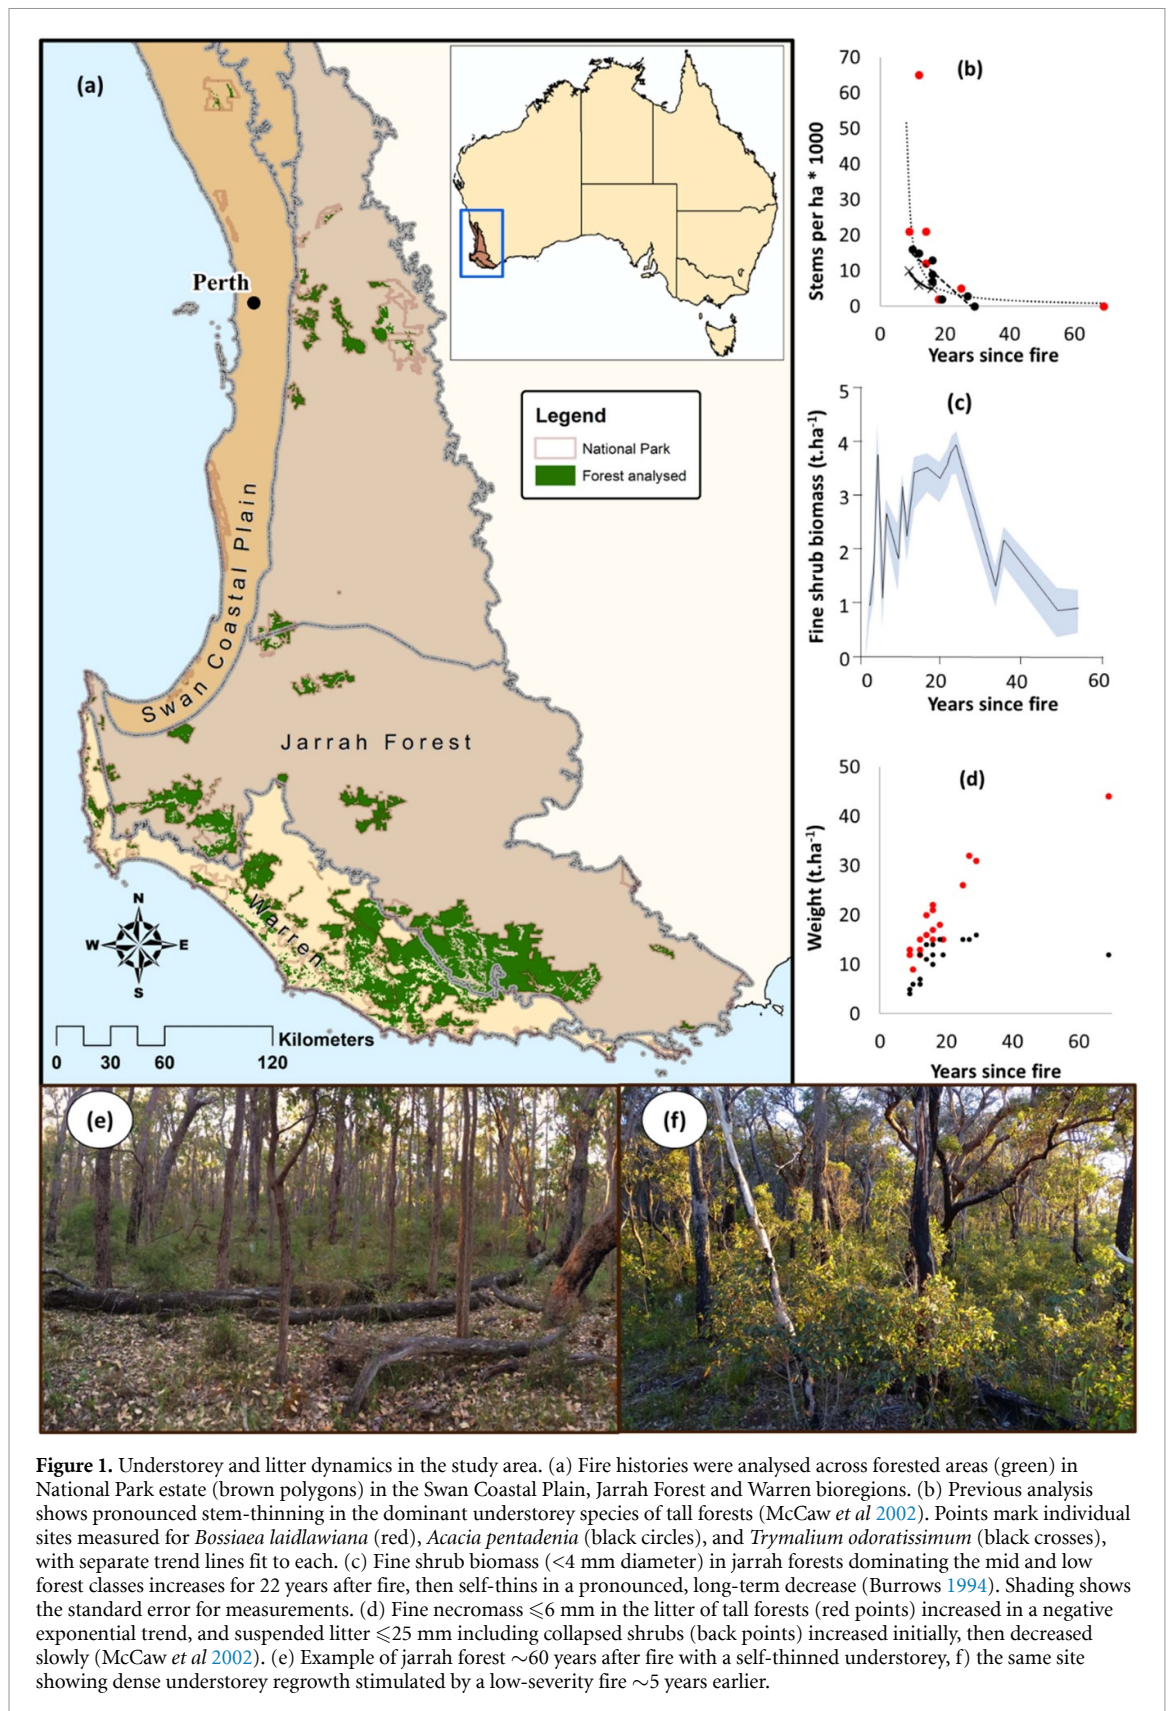 (a)
Perth
Swan Coastal Plain
Jarrah Forest
Warren
Legend
National Park
Forest analysed
N
W
E
S
Kilometers
0 30 60 120
(b)
Stems per ha * 1000
70
60
50
40
30
20
10
0
0 20 40 60
Years since fire
(c)
Fine shrub biomass (t.ha-1)
5
4
3
2
1
0
0 20 40 60
Years since fire
(d)
Weight (t.ha-1)
50
40
30
20
10
0
0 20 40 60
Years since fire
(e)
(f)
Figure 1. Understorey and litter dynamics in the study area. (a) Fire histories were analysed across forested areas (green) in
National Park estate (brown polygons) in the Swan Coastal Plain, Jarrah Forest and Warren bioregions. (b) Previous analysis
shows pronounced stem-thinning in the dominant understorey species of tall forests (McCaw et al 2002). Points mark individual
sites measured for Bossiaea laidlawiana (red), Acacia pentadenia (black circles), and Trymalium odoratissimum (black crosses),
with separate trend lines fit to each. (c) Fine shrub biomass (<4 mm diameter) in jarrah forests dominating the mid and low
forest classes increases for 22 years after fire, then self-thins in a pronounced, long-term decrease (Burrows 1994). Shading shows
the standard error for measurements. (d) Fine necromass ⩽6 mm in the litter of tall forests (red points) increased in a negative
exponential trend, and suspended litter ⩽25 mm including collapsed shrubs (back points) increased initially, then decreased
slowly (McCaw et al 2002). (e) Example of jarrah forest ∼60 years after fire with a self-thinned understorey, f) the same site
showing dense understorey regrowth stimulated by a low-severity fire ∼5 years earlier.